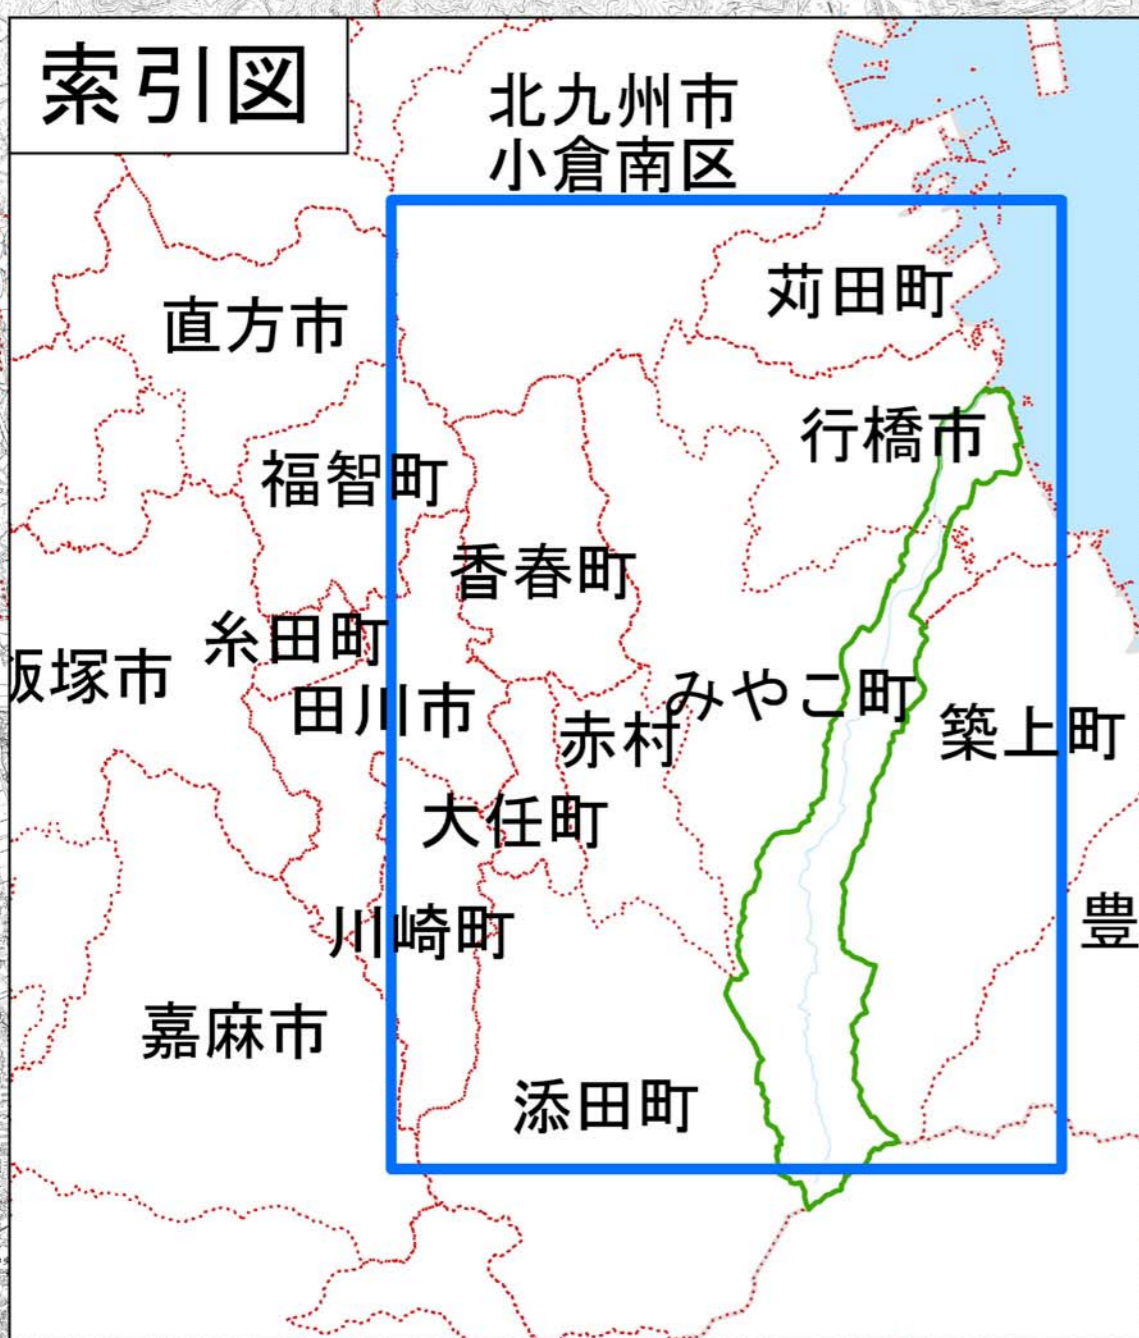 索引図
北九州市
小倉南区
苅田町
直方市
行橋市
福智町
香春町
糸田町
飯塚市
みやこ町
田川市
赤村
築上町
大任町
川崎町
豊
嘉麻市
添田町